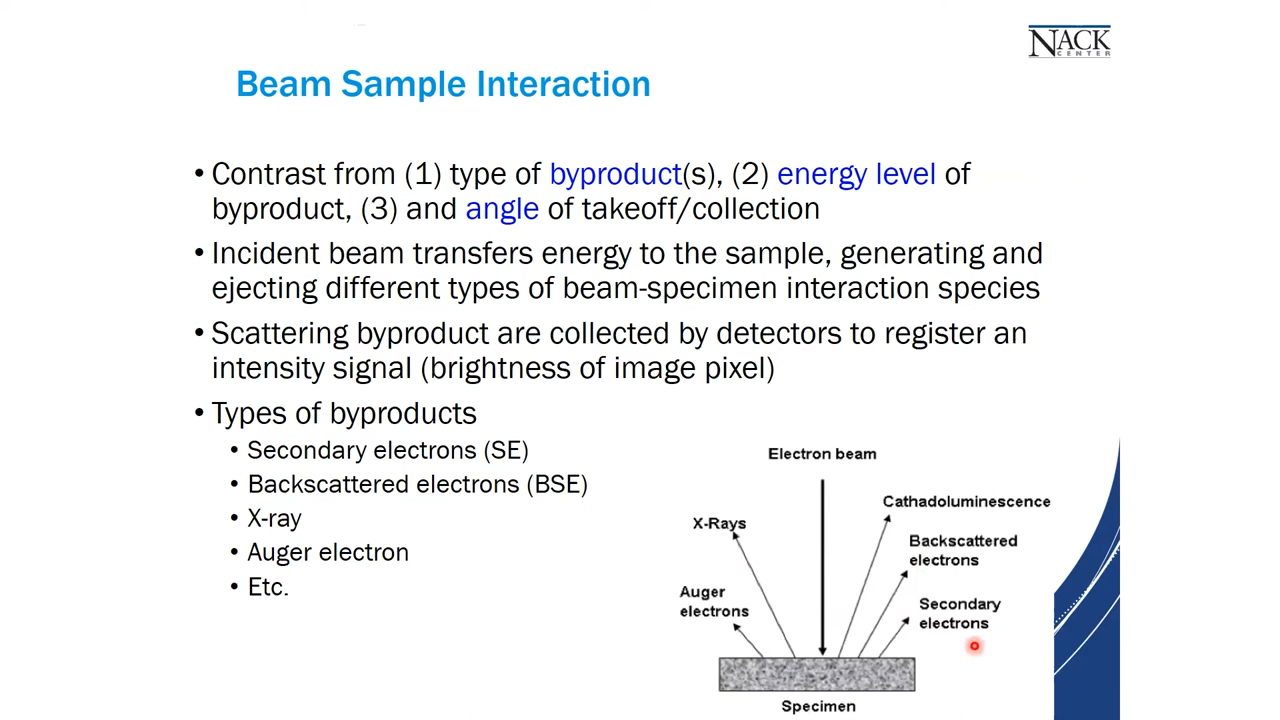 NACK
CENTER
Beam Sample Interaction
• Contrast from (1) type of byproduct(s), (2) energy level of
byproduct, (3) and angle of takeoff/collection
• Incident beam transfers energy to the sample, generating and
ejecting different types of beam-specimen interaction species
• Scattering byproduct are collected by detectors to register an
intensity signal (brightness of image pixel)
• Types of byproducts
• Secondary electrons (SE)
• Backscattered electrons (BSE)
• X-ray
• Auger electron
• Etc.
Electron beam
Cathadoluminescence
X-Rays
Backscattered
electrons
Auger
electrons
Secondary
electrons
Specimen